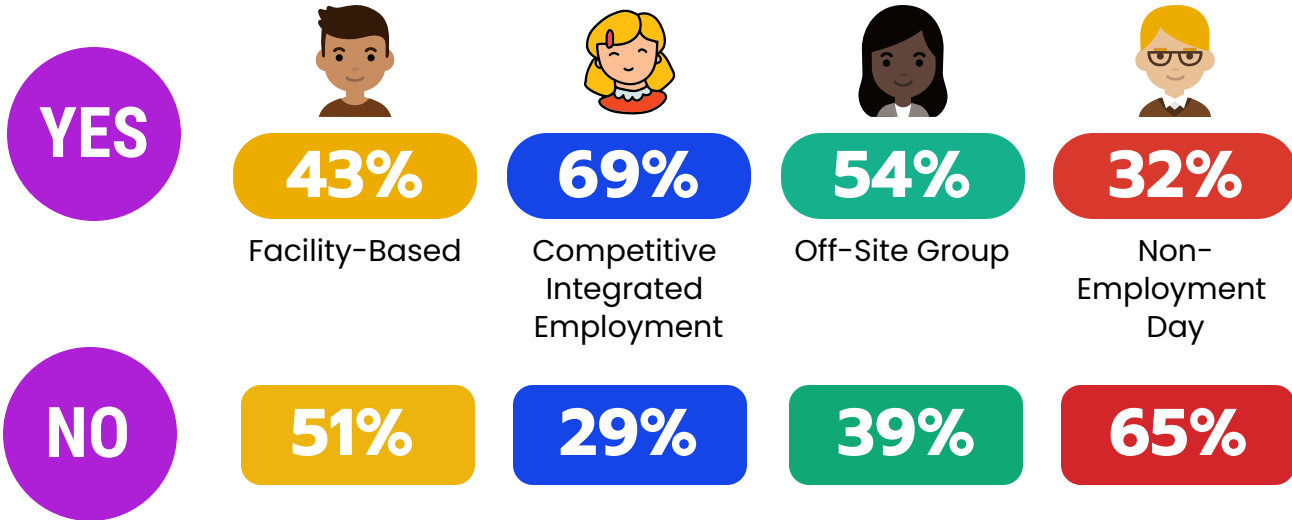 YES
43% 69% 54% 32%
Facility-Based
Competitive
Integrated
Employment
Off-Site Group
Non-
Employment
Day
NO
51% 29% 39% 65%